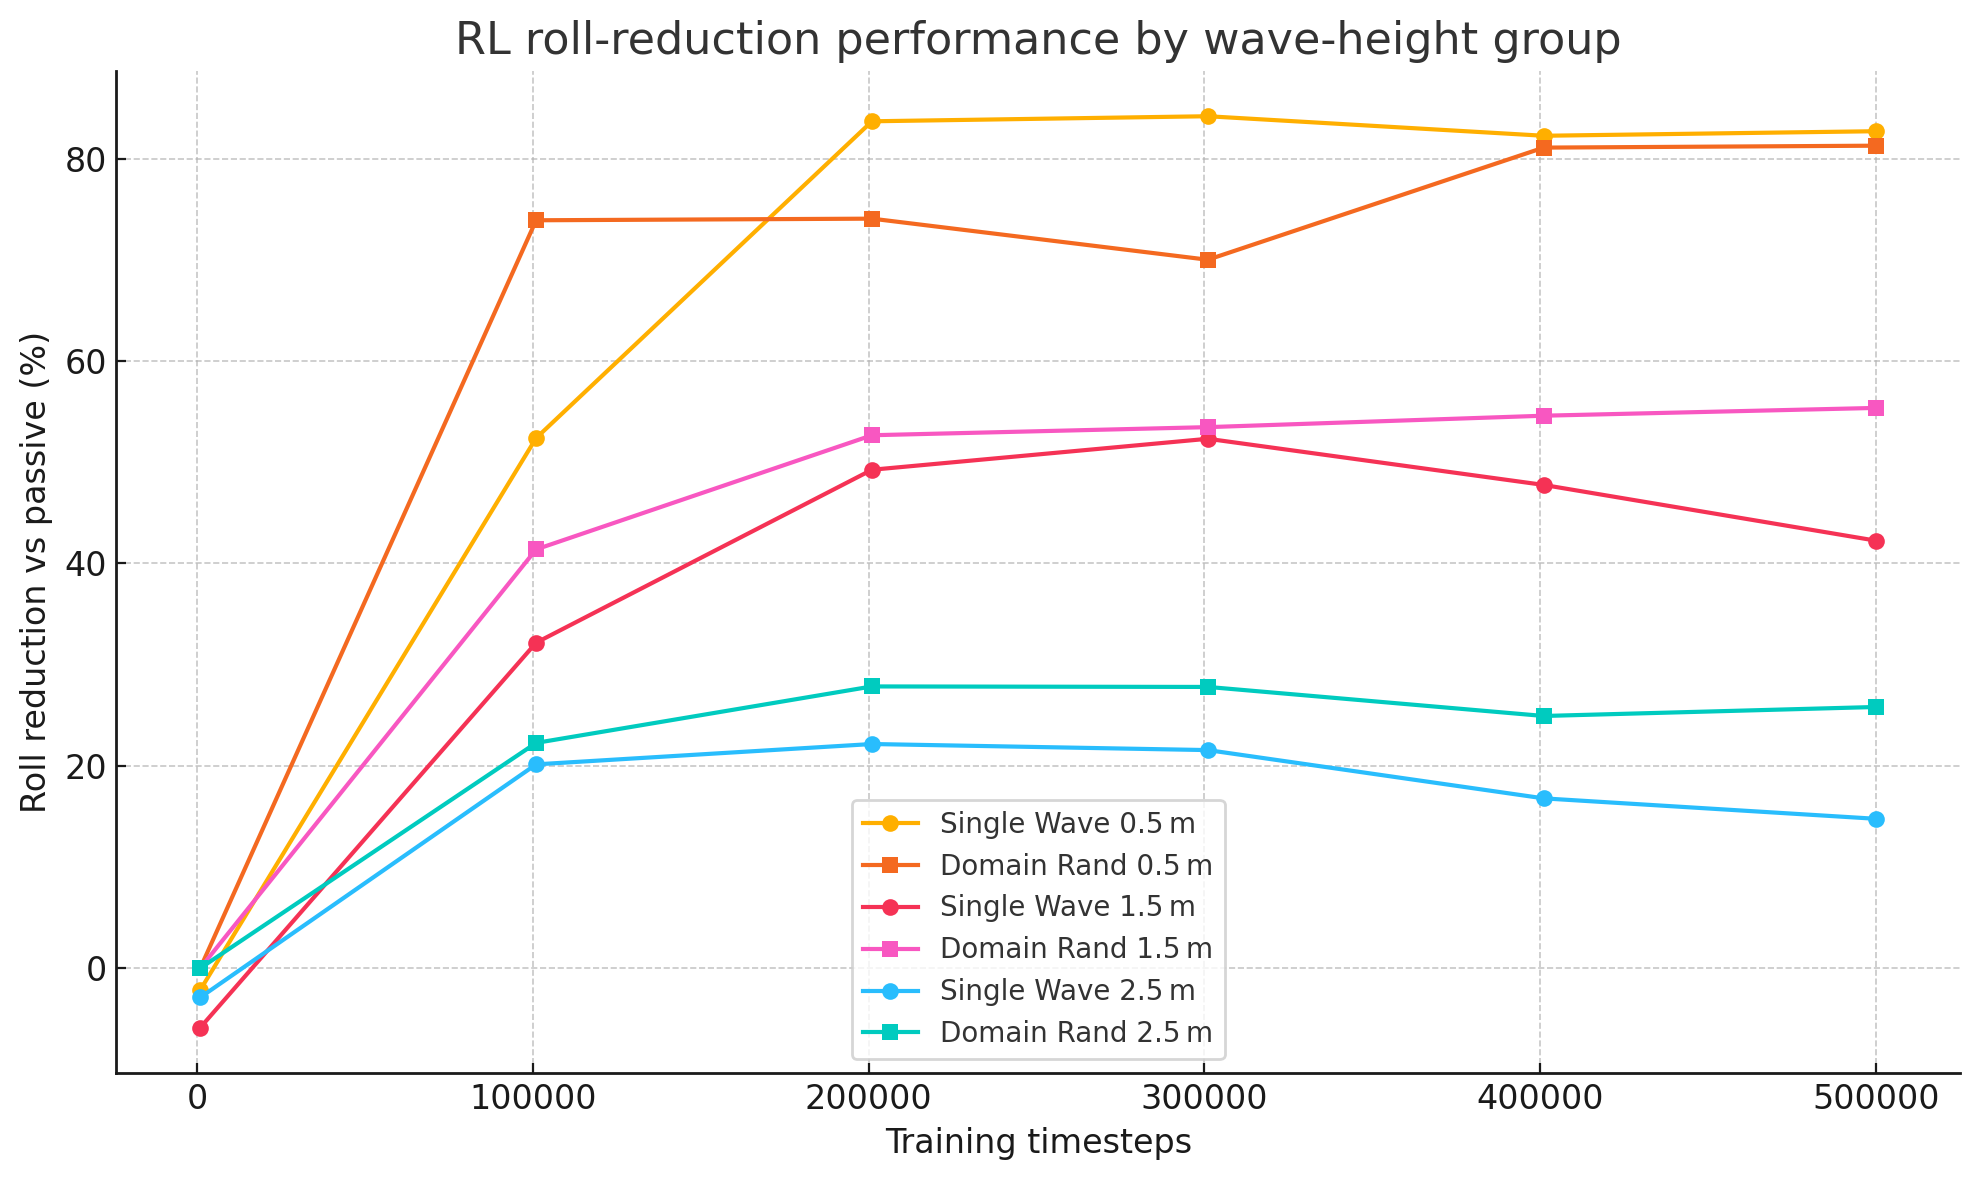 RL roll-reduction performance by wave-height group
Roll reduction vs passive (%)
80
60
40
20
0
Single Wave 0.5 m
Domain Rand 0.5 m
Single Wave 1.5 m
Domain Rand 1.5 m
Single Wave 2.5 m
Domain Rand 2.5 m
0 100000 200000 300000 400000 500000
Training timesteps